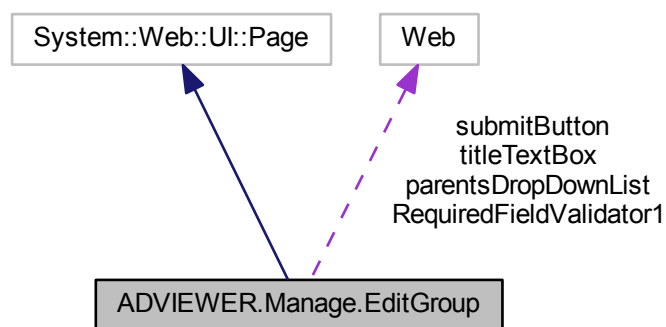 System::Web::UI::Page
Web
submitButton
titleTextBox
parentsDropDownList
RequiredFieldValidator1
ADVIEWER.Manage.EditGroup